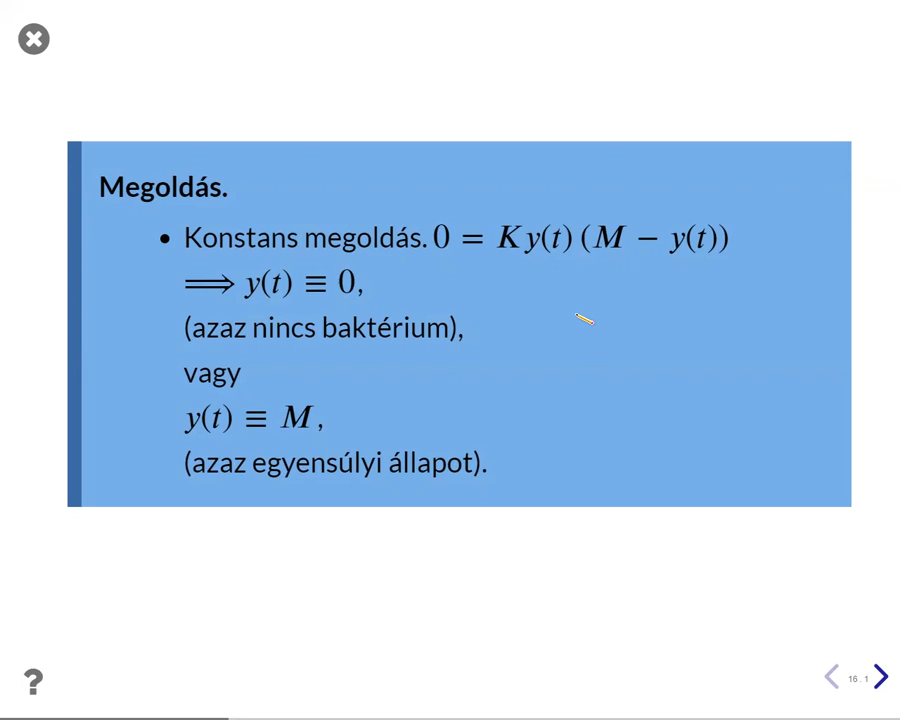 Megoldás.
• Konstans megoldás. 0 = K y(t) (M − y(t))
⟹ y(t) ≡ 0,
(azaz nincs baktérium),
vagy
y(t) ≡ M,
(azaz egyensúlyi állapot).
?
16 . 1